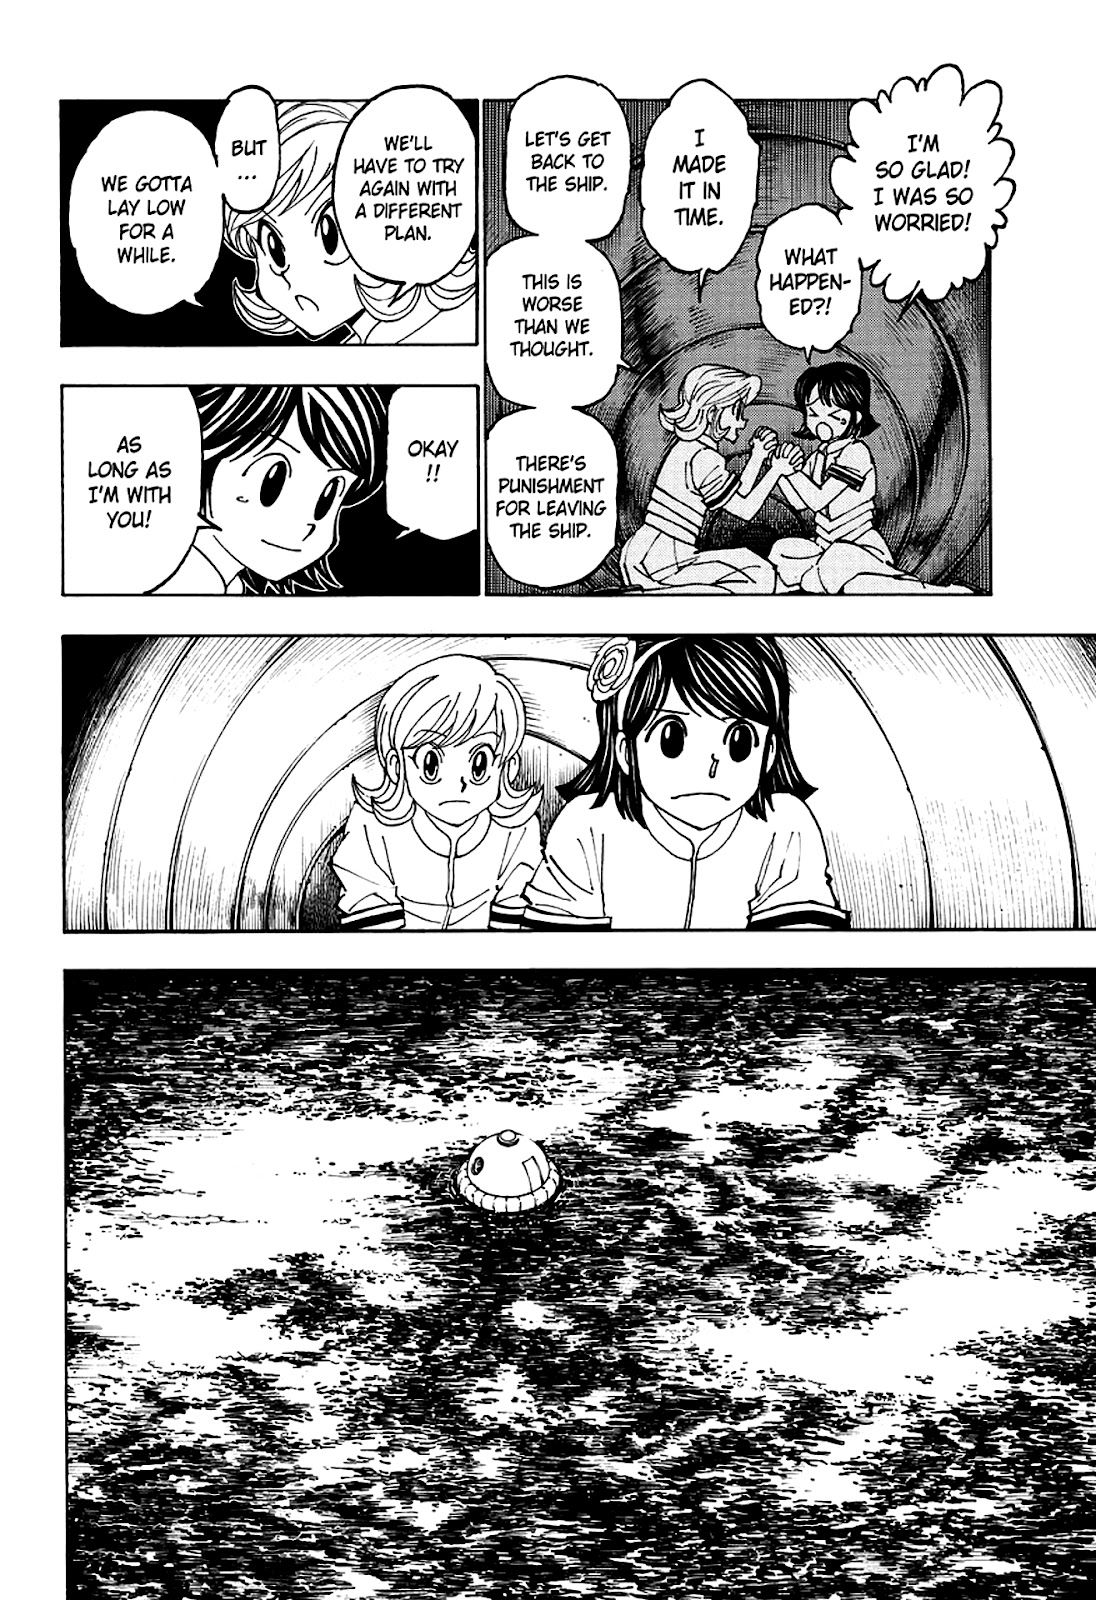 I'M
SO GLAD!
I WAS SO
WORRIED!
WHAT
HAPPEN-
ED?!
I
MADE
IT IN
TIME.
LET'S GET
BACK TO
THE SHIP.
THIS IS
WORSE
THAN WE
THOUGHT.
THERE'S
PUNISHMENT
FOR LEAVING
THE SHIP.
WE'LL
HAVE TO TRY
AGAIN WITH
A DIFFERENT
PLAN.
BUT
...
WE GOTTA
LAY LOW
FOR A
WHILE.
OKAY
!!
AS
LONG AS
I'M WITH
YOU!